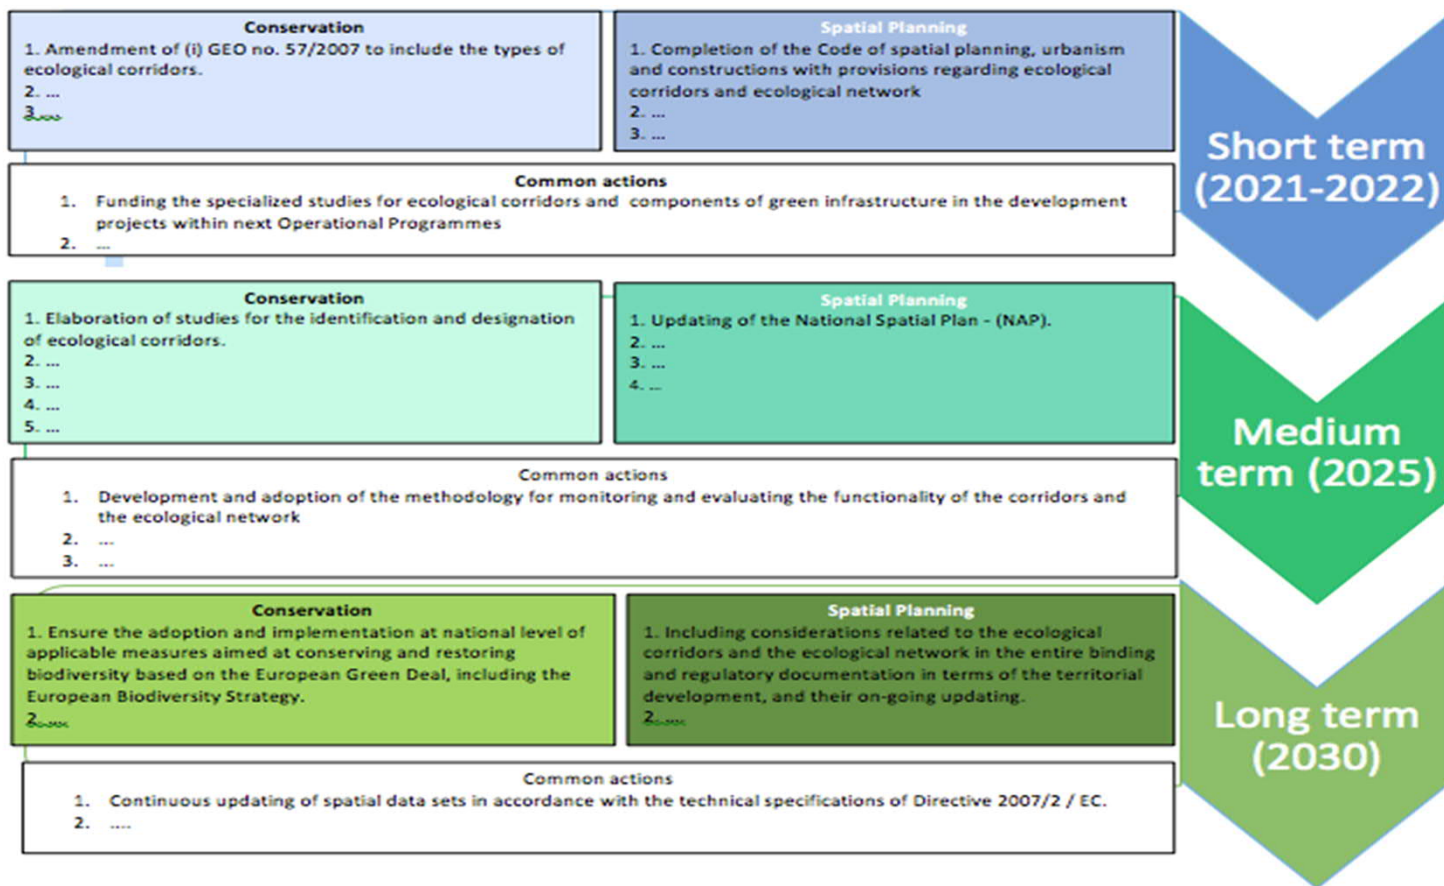 Conservation
1. Amendment of (i) GEO no. 57/2007 to include the types of
ecological corridors.
2. ...
3....
Spatial Planning
1. Completion of the Code of spatial planning, urbanism
and constructions with provisions regarding ecological
corridors and ecological network
2. ...
3. ...
Short term
(2021-2022)
Common actions
1. Funding the specialized studies for ecological corridors and components of green infrastructure in the development
projects within next Operational Programmes
2. ...
Conservation
1. Elaboration of studies for the identification and designation
of ecological corridors.
2. ...
3. ...
4. ...
5. ...
Spatial Planning
1. Updating of the National Spatial Plan - (NAP).
2. ...
3. ...
4. ...
Medium
term (2025)
Common actions
1. Development and adoption of the methodology for monitoring and evaluating the functionality of the corridors and
the ecological network
2. ...
3. ...
Conservation
1. Ensure the adoption and implementation at national level of
applicable measures aimed at conserving and restoring
biodiversity based on the European Green Deal, including the
European Biodiversity Strategy.
2.....
Spatial Planning
1. Including considerations related to the ecological
corridors and the ecological network in the entire binding
and regulatory documentation in terms of the territorial
development, and their on-going updating.
2. ....
Long term
(2030)
Common actions
1. Continuous updating of spatial data sets in accordance with the technical specifications of Directive 2007/2 / EC.
2. ....